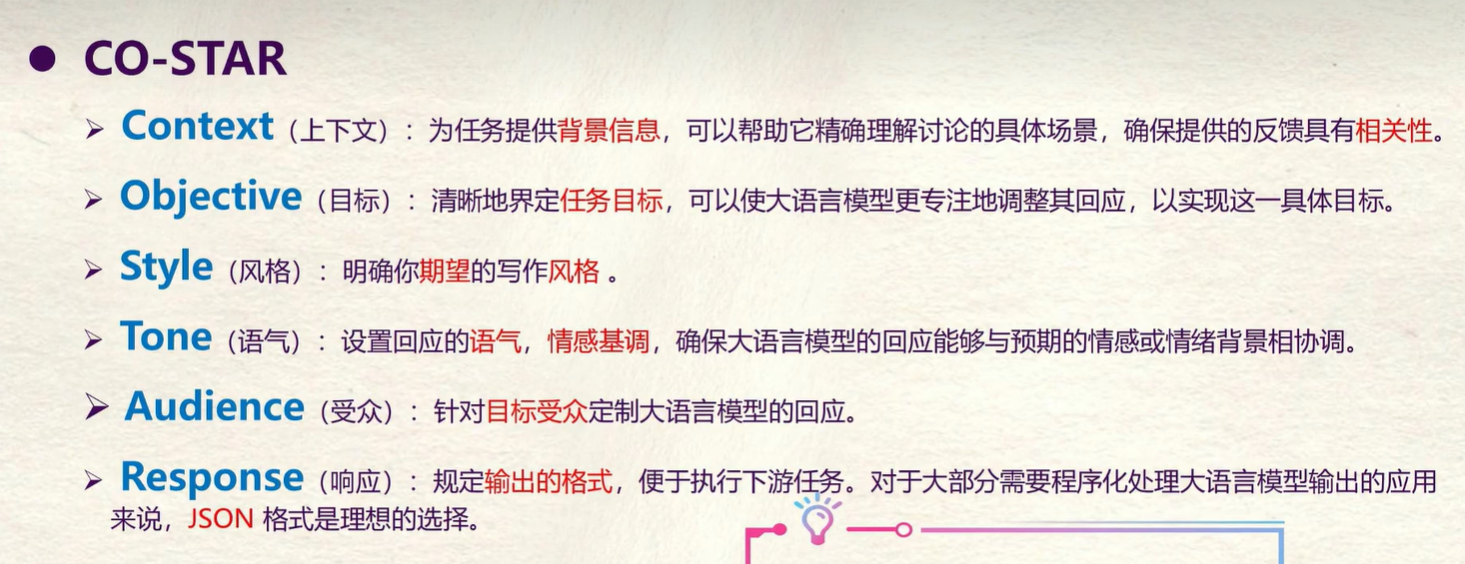 ● CO-STAR
➢ Context（上下文）：为任务提供背景信息，可以帮助它精确理解讨论的具体场景，确保提供的反馈具有相关性。
➢ Objective（目标）：清晰地界定任务目标，可以使大语言模型更专注地调整其回应，以实现这一具体目标。
➢ Style（风格）：明确你期望的写作风格 。
➢ Tone（语气）：设置回应的语气，情感基调，确保大语言模型的回应能够与预期的情感或情绪背景相协调。
➢ Audience（受众）：针对目标受众定制大语言模型的回应。
➢ Response（响应）：规定输出的格式，便于执行下游任务。对于大部分需要程序化处理大语言模型输出的应用
来说，JSON 格式是理想的选择。